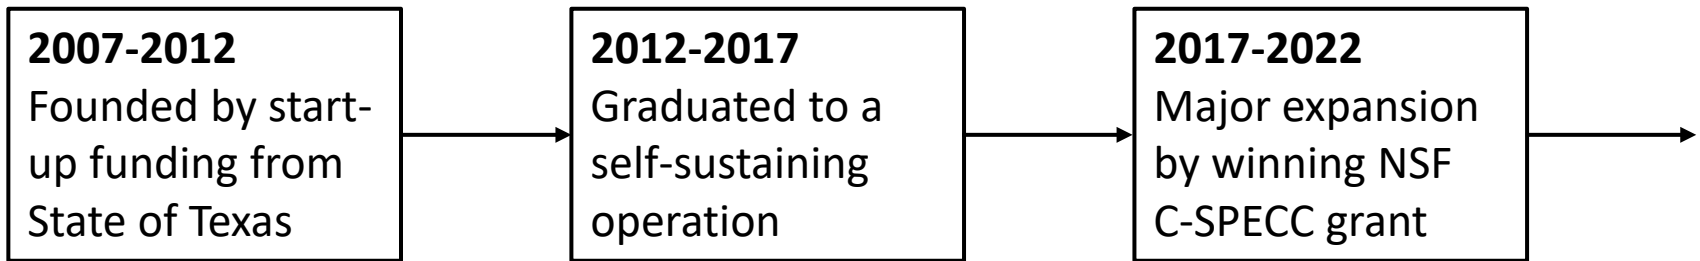 2007-2012
Founded by start-
up funding from
State of Texas
2012-2017
Graduated to a
self-sustaining
operation
2017-2022
Major expansion
by winning NSF
C-SPECC grant